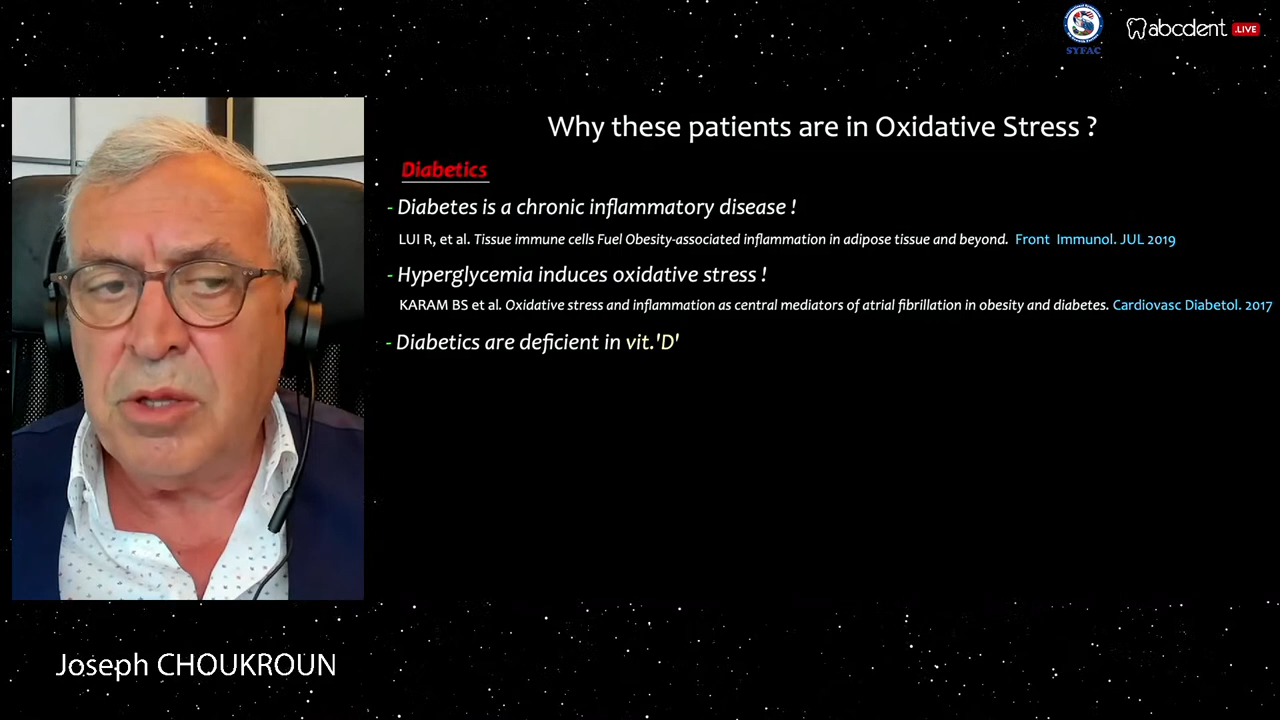 SYFAC
abcdent .LIVE
Why these patients are in Oxidative Stress ?
Diabetics
- Diabetes is a chronic inflammatory disease !
LUI R, et al. Tissue immune cells Fuel Obesity-associated inflammation in adipose tissue and beyond. Front Immunol. JUL 2019
- Hyperglycemia induces oxidative stress !
KARAM BS et al. Oxidative stress and inflammation as central mediators of atrial fibrillation in obesity and diabetes. Cardiovasc Diabetol. 2017
- Diabetics are deficient in vit.'D'
Joseph CHOUKROUN